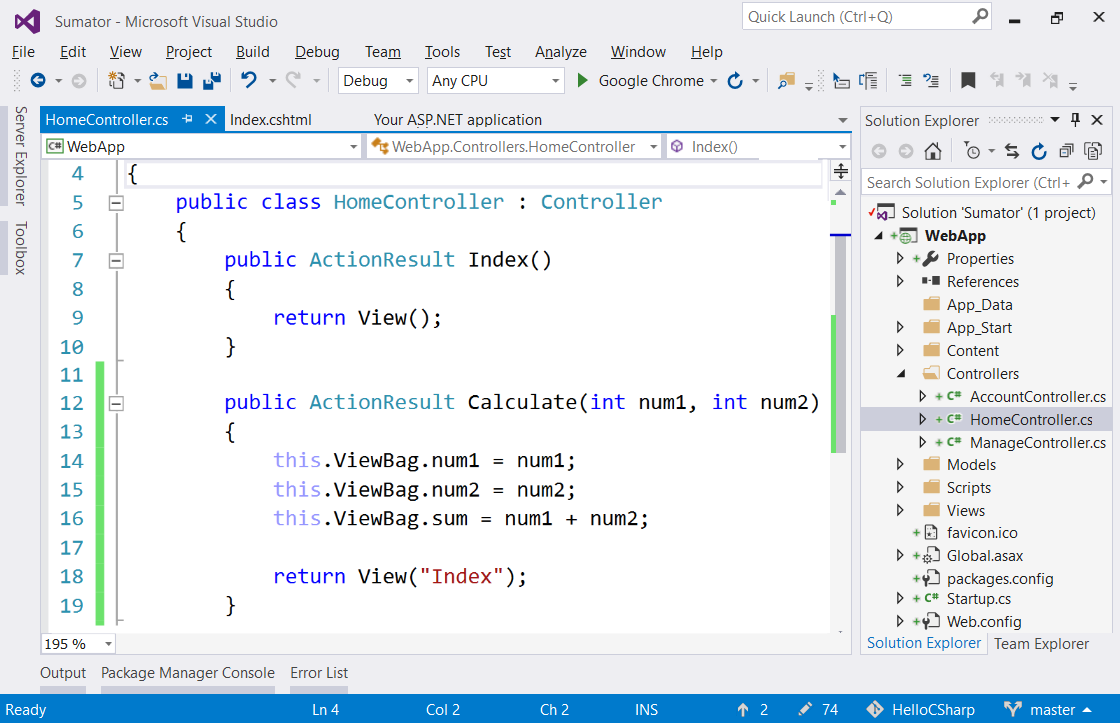 Sumator - Microsoft Visual Studio
Quick Launch (Ctrl+Q)
File Edit View Project Build Debug Team Tools Test Analyze Window Help
Debug Any CPU Google Chrome
Server Explorer
Toolbox
HomeController.cs Index.cshtml Your ASP.NET application
C# WebApp WebApp.Controllers.HomeController Index()
4 {
5 public class HomeController : Controller
6 {
7 public ActionResult Index()
8 {
9 return View();
10 }
11
12 public ActionResult Calculate(int num1, int num2)
13 {
14 this.ViewBag.num1 = num1;
15 this.ViewBag.num2 = num2;
16 this.ViewBag.sum = num1 + num2;
17
18 return View("Index");
19 }
195 %
Solution Explorer
Search Solution Explorer (Ctrl+
Solution 'Sumator' (1 project)
WebApp
Properties
References
App_Data
App_Start
Content
Controllers
C# AccountController.cs
C# HomeController.cs
C# ManageController.cs
Models
Scripts
Views
favicon.ico
Global.asax
packages.config
C# Startup.cs
Web.config
Solution Explorer Team Explorer
Output Package Manager Console Error List
Ready Ln 4 Col 2 Ch 2 INS 2 74 HelloCSharp master